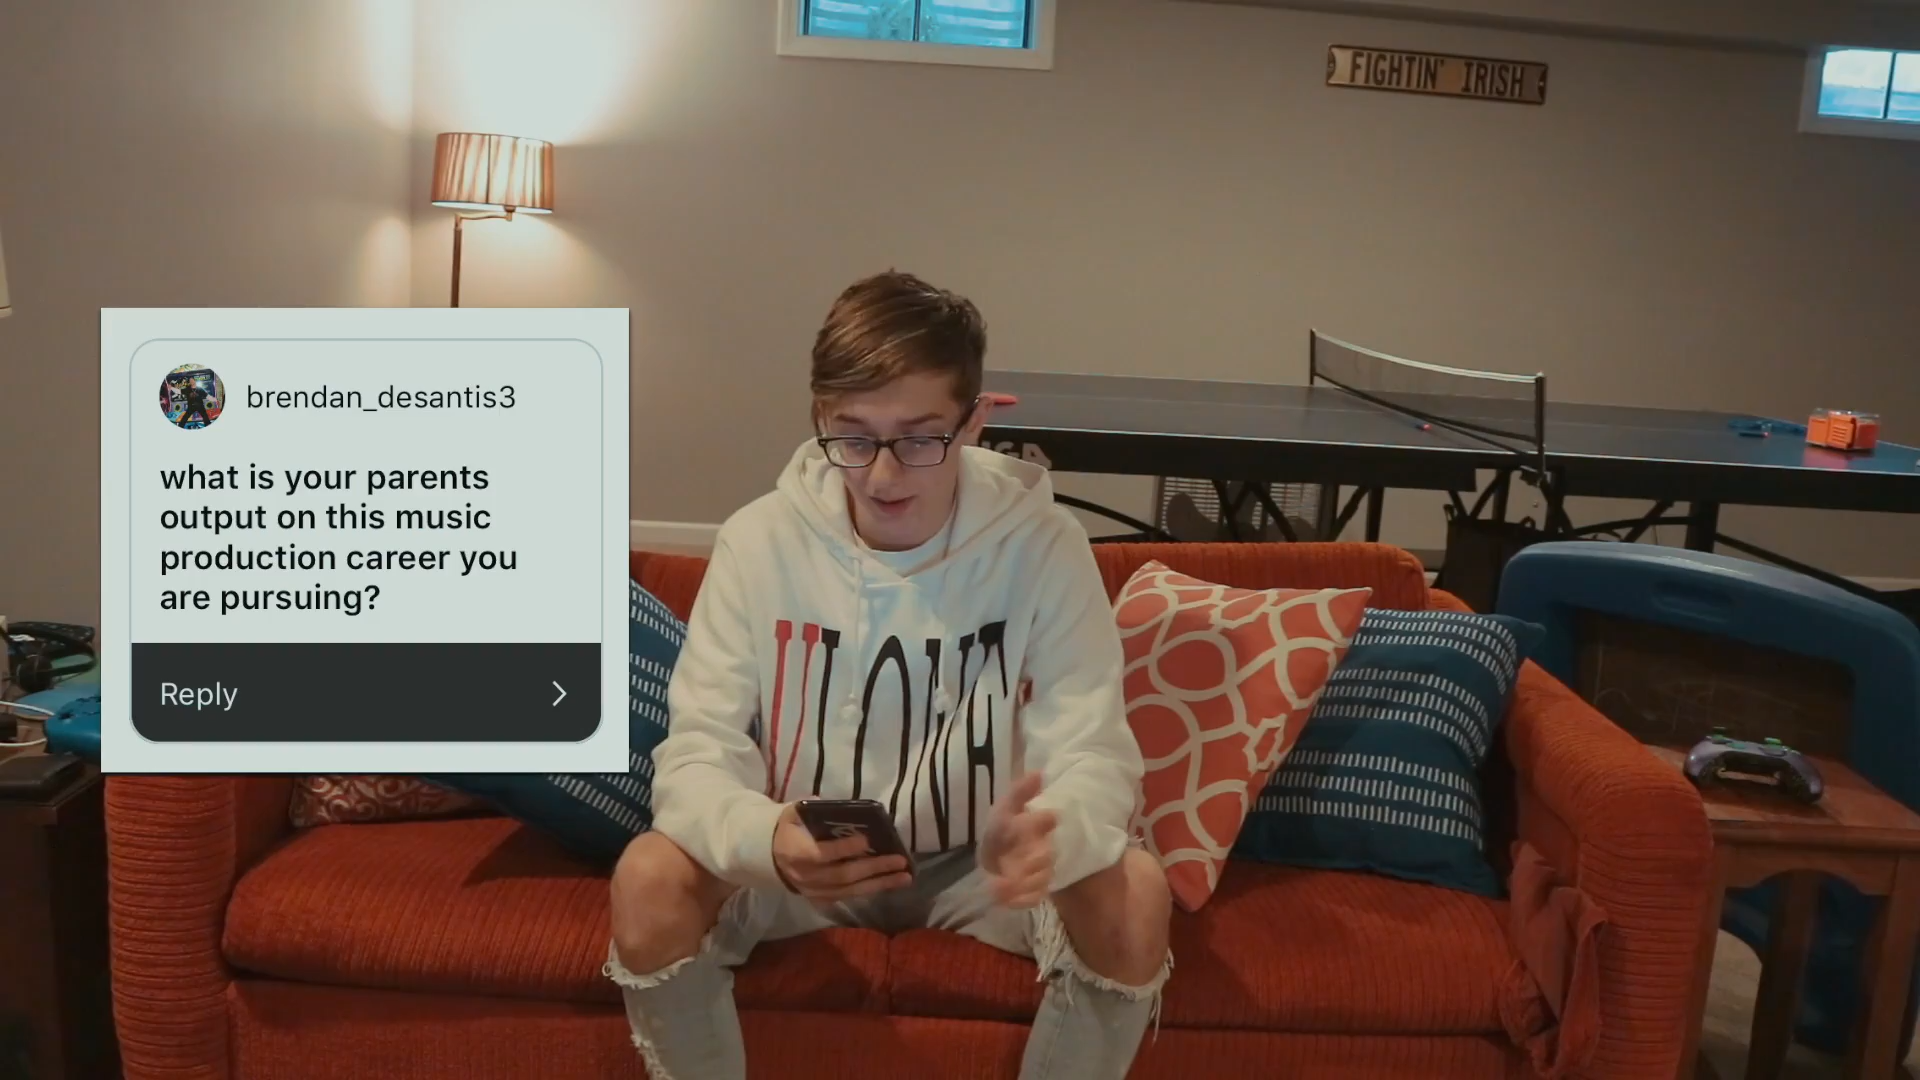 FIGHTIN' IRISH
brendan_desantis3
what is your parents
output on this music
production career you
are pursuing?
Reply
VLONE